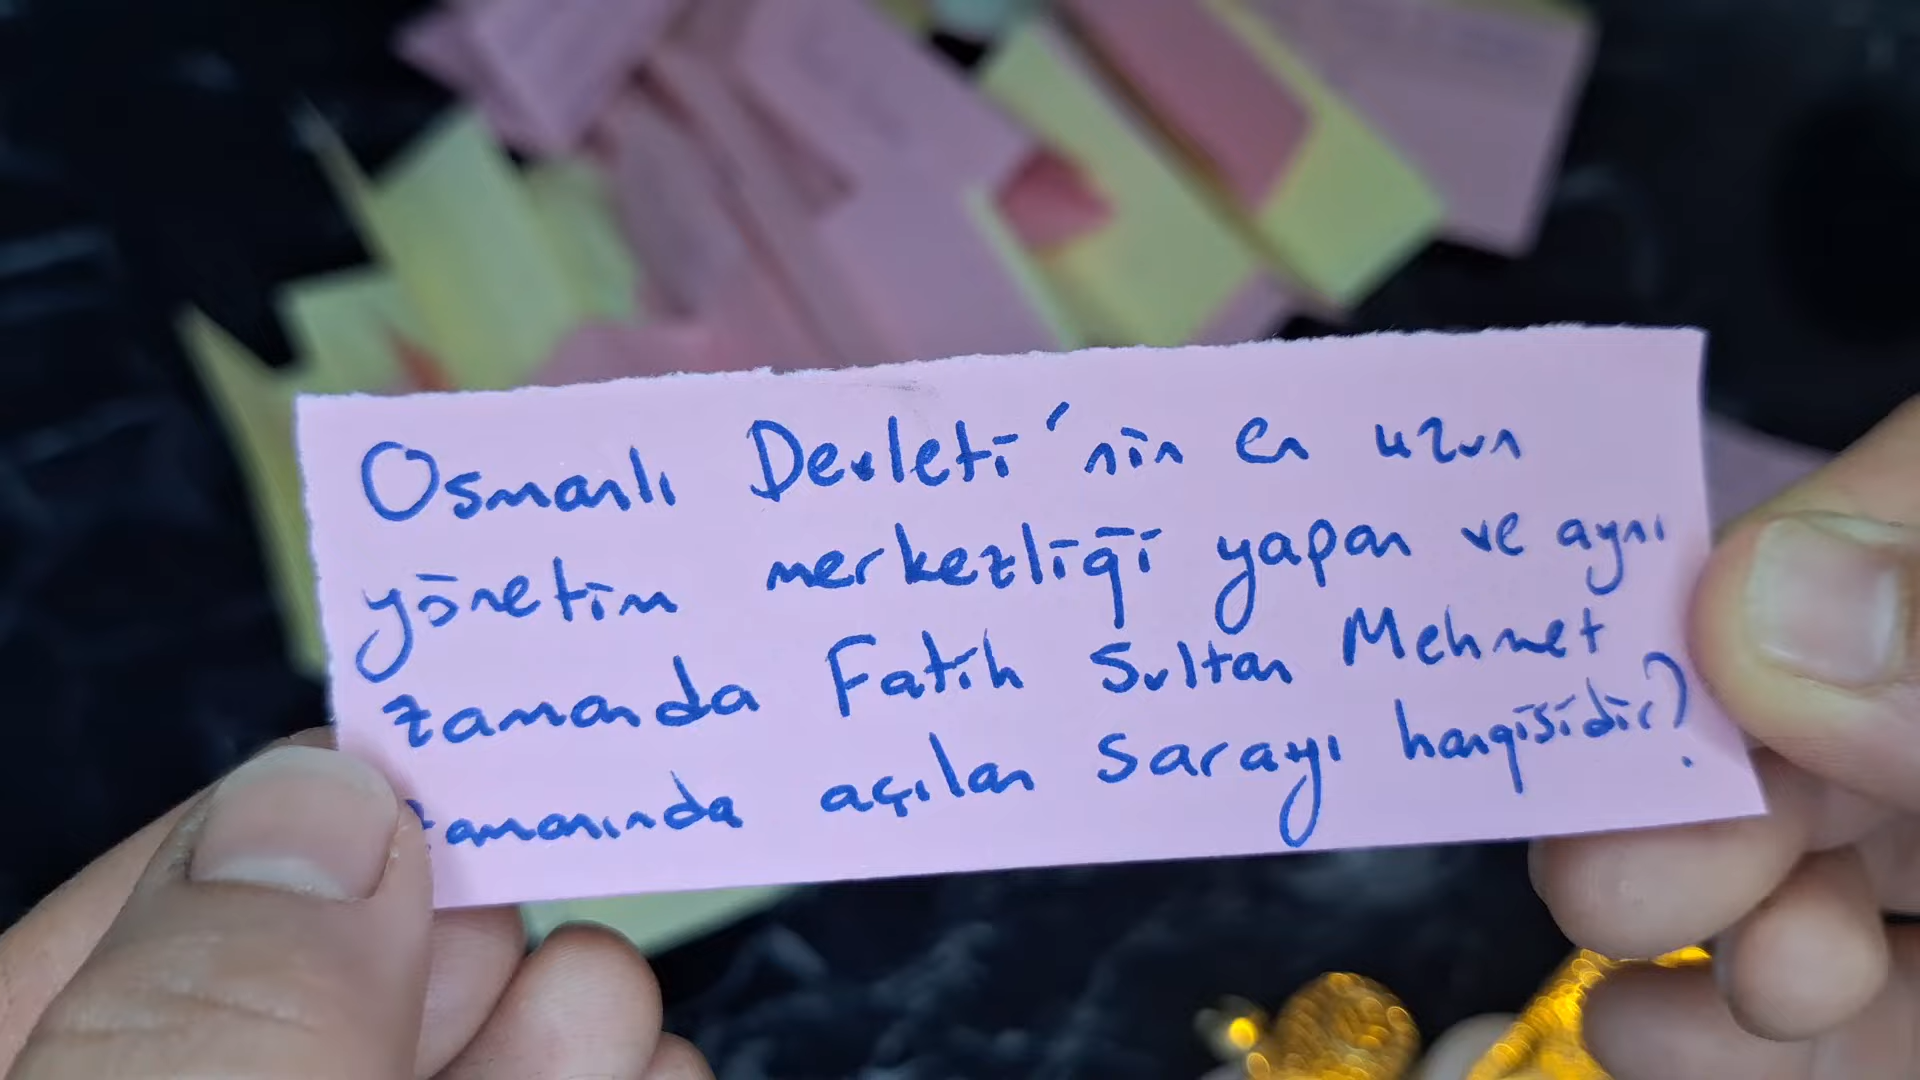 Osmanlı Devleti'nin en uzun
yönetim merkezliği yapan ve aynı
zamanda Fatih Sultan Mehmet
zamanında açılan sarayı hangisidir?